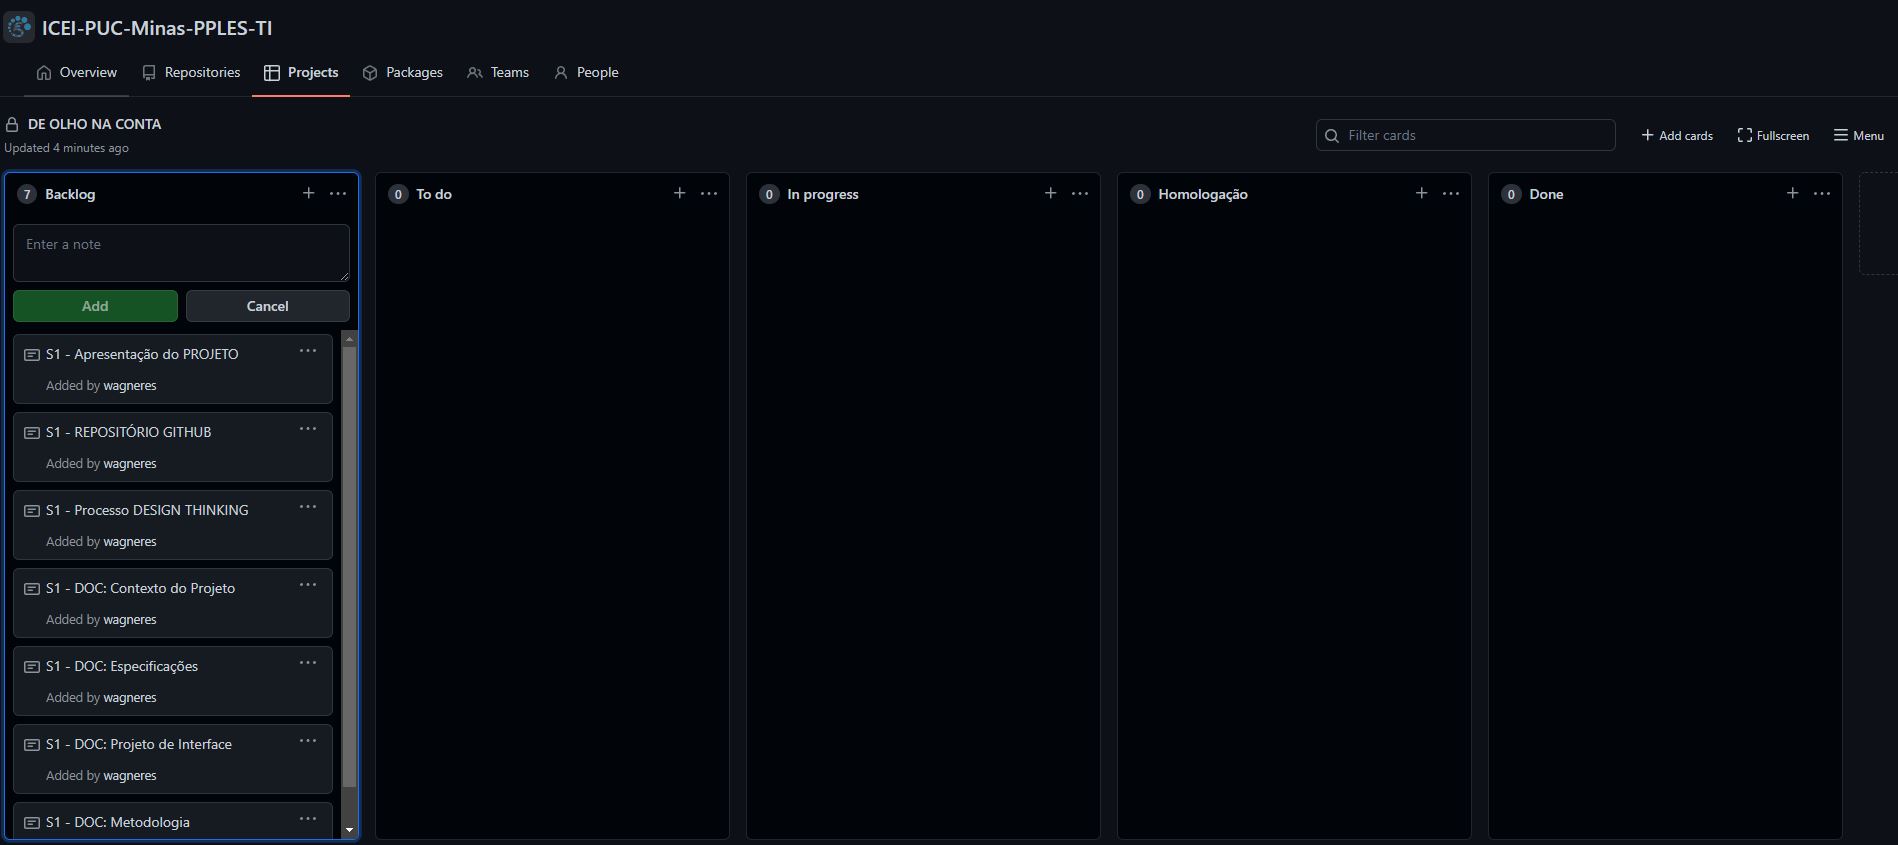 ICEI-PUC-Minas-PPLES-TI
Overview Repositories Projects Packages Teams People
DE OLHO NA CONTA
Updated 4 minutes ago
Filter cards
Add cards Fullscreen Menu
7 Backlog
Enter a note
Add Cancel
S1 - Apresentação do PROJETO
Added by wagneres
S1 - REPOSITÓRIO GITHUB
Added by wagneres
S1 - Processo DESIGN THINKING
Added by wagneres
S1 - DOC: Contexto do Projeto
Added by wagneres
S1 - DOC: Especificações
Added by wagneres
S1 - DOC: Projeto de Interface
Added by wagneres
S1 - DOC: Metodologia
0 To do
0 In progress
0 Homologação
0 Done